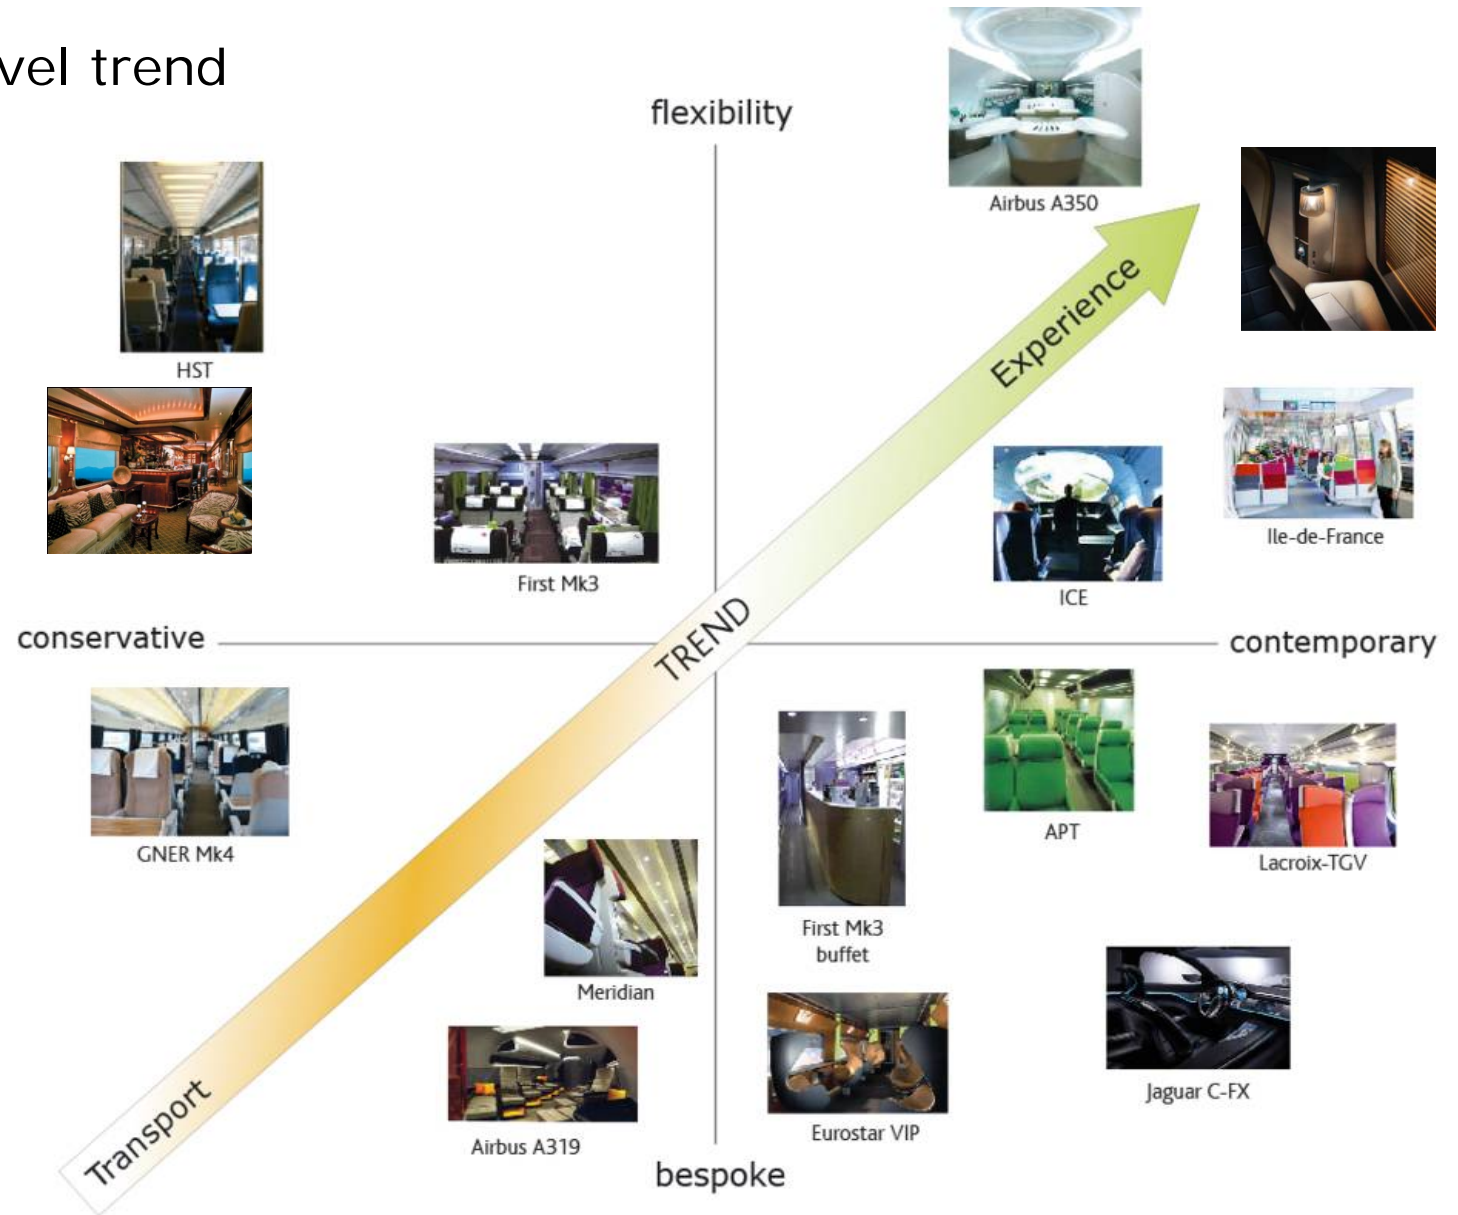 vel trend
flexibility
Airbus A350
HST
Experience
Ile-de-France
First Mk3
ICE
conservative
TREND
contemporary
GNER Mk4
APT
Lacroix-TGV
First Mk3
buffet
Meridian
Jaguar C-FX
Transport
Airbus A319
Eurostar VIP
bespoke